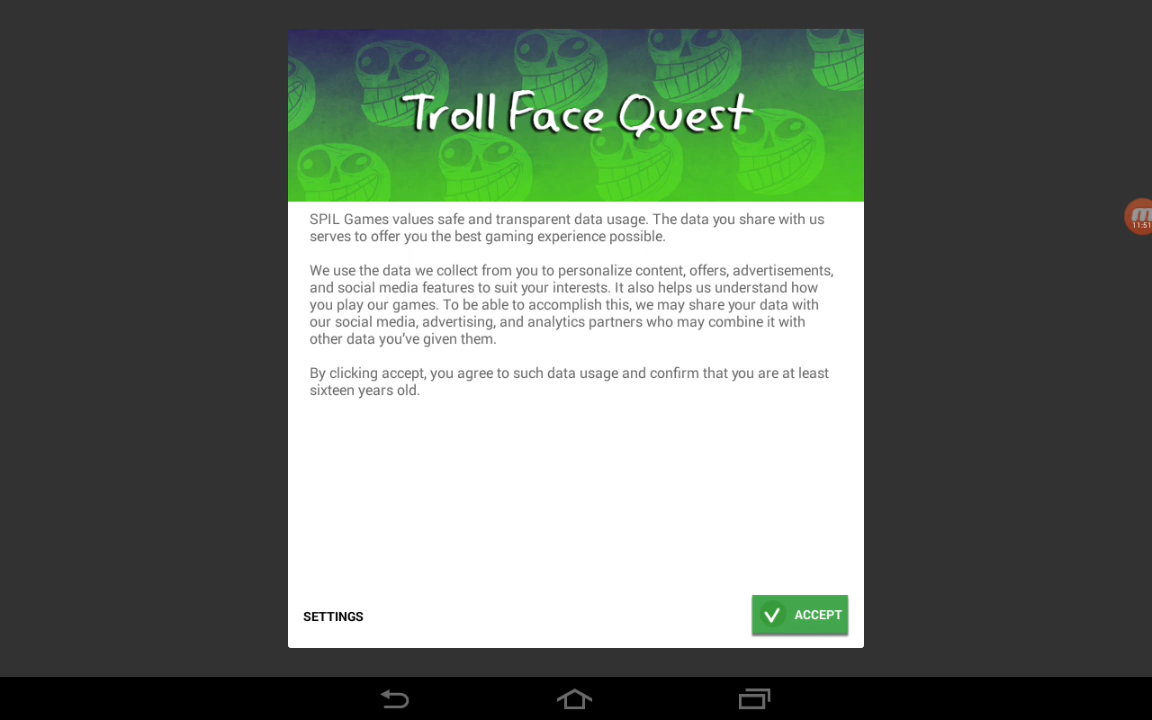 Troll Face Quest
SPIL Games values safe and transparent data usage. The data you share with us
serves to offer you the best gaming experience possible.
We use the data we collect from you to personalize content, offers, advertisements,
and social media features to suit your interests. It also helps us understand how
you play our games. To be able to accomplish this, we may share your data with
our social media, advertising, and analytics partners who may combine it with
other data you've given them.
By clicking accept, you agree to such data usage and confirm that you are at least
sixteen years old.
11:51
SETTINGS
ACCEPT